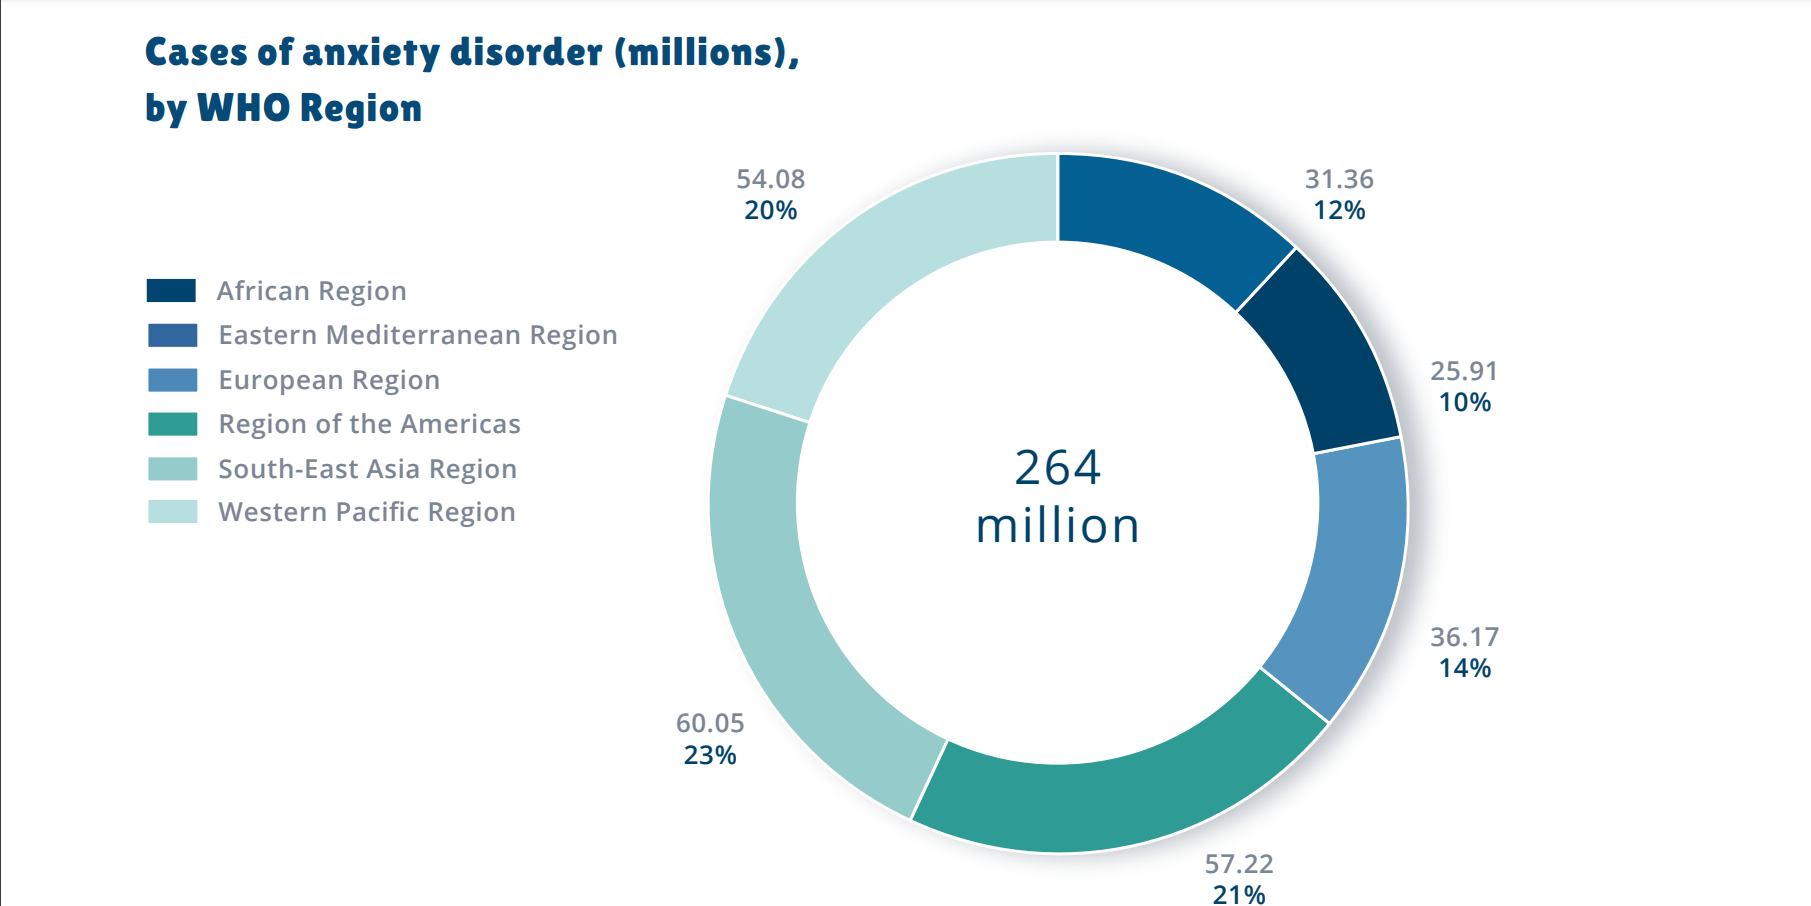 Cases of anxiety disorder (millions),
by WHO Region
54.08
20%
31.36
12%
African Region
Eastern Mediterranean Region
European Region
Region of the Americas
South-East Asia Region
Western Pacific Region
25.91
10%
264
million
36.17
14%
60.05
23%
57.22
21%